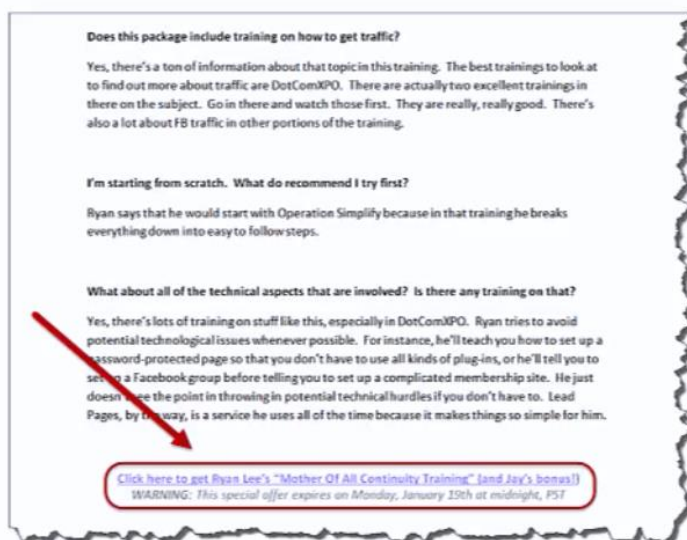 Does this package include training on how to get traffic?
Yes, there's a ton of information about that topic in this training. The best trainings to look at
to find out more about traffic are DotComXPO. There are actually two excellent trainings in
there on the subject. Go in there and watch those first. They are really, really good. There's
also a lot about FB traffic in other portions of the training.
I'm starting from scratch. What do recommend I try first?
Ryan says that he would start with Operation Simplify because in that training he breaks
everything down into easy to follow steps.
What about all of the technical aspects that are involved? Is there any training on that?
Yes, there's lots of training on stuff like this, especially in DotComXPO. Ryan tries to avoid
potential technological issues whenever possible. For instance, he'll teach you how to set up a
password-protected page so that you don't have to use all kinds of plug-ins, or he'll tell you to
set up a Facebook group before telling you to set up a complicated membership site. He just
doesn't see the point in throwing in potential technical hurdles if you don't have to. Lead
Pages, by the way, is a service he uses all of the time because it makes things so simple for him.
Click here to get Ryan Lee's "Mother Of All Continuity Training" (and Jay's bonus!)
WARNING: This special offer expires on Monday, January 19th at midnight, PST